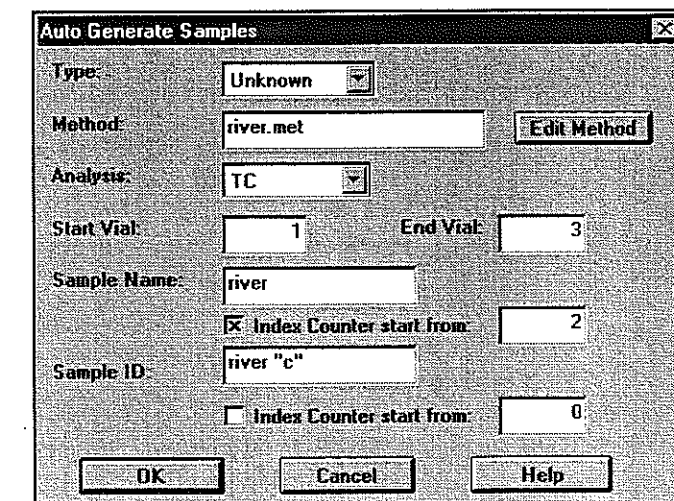 Auto Generate Samples
Type: Unknown
Method: river.met Edit Method
Analysis: TC
Start Vial: 1 End Vial: 3
Sample Name: river
Index Counter start from: 2
Sample ID: river "c"
Index Counter start from: 0
OK Cancel Help